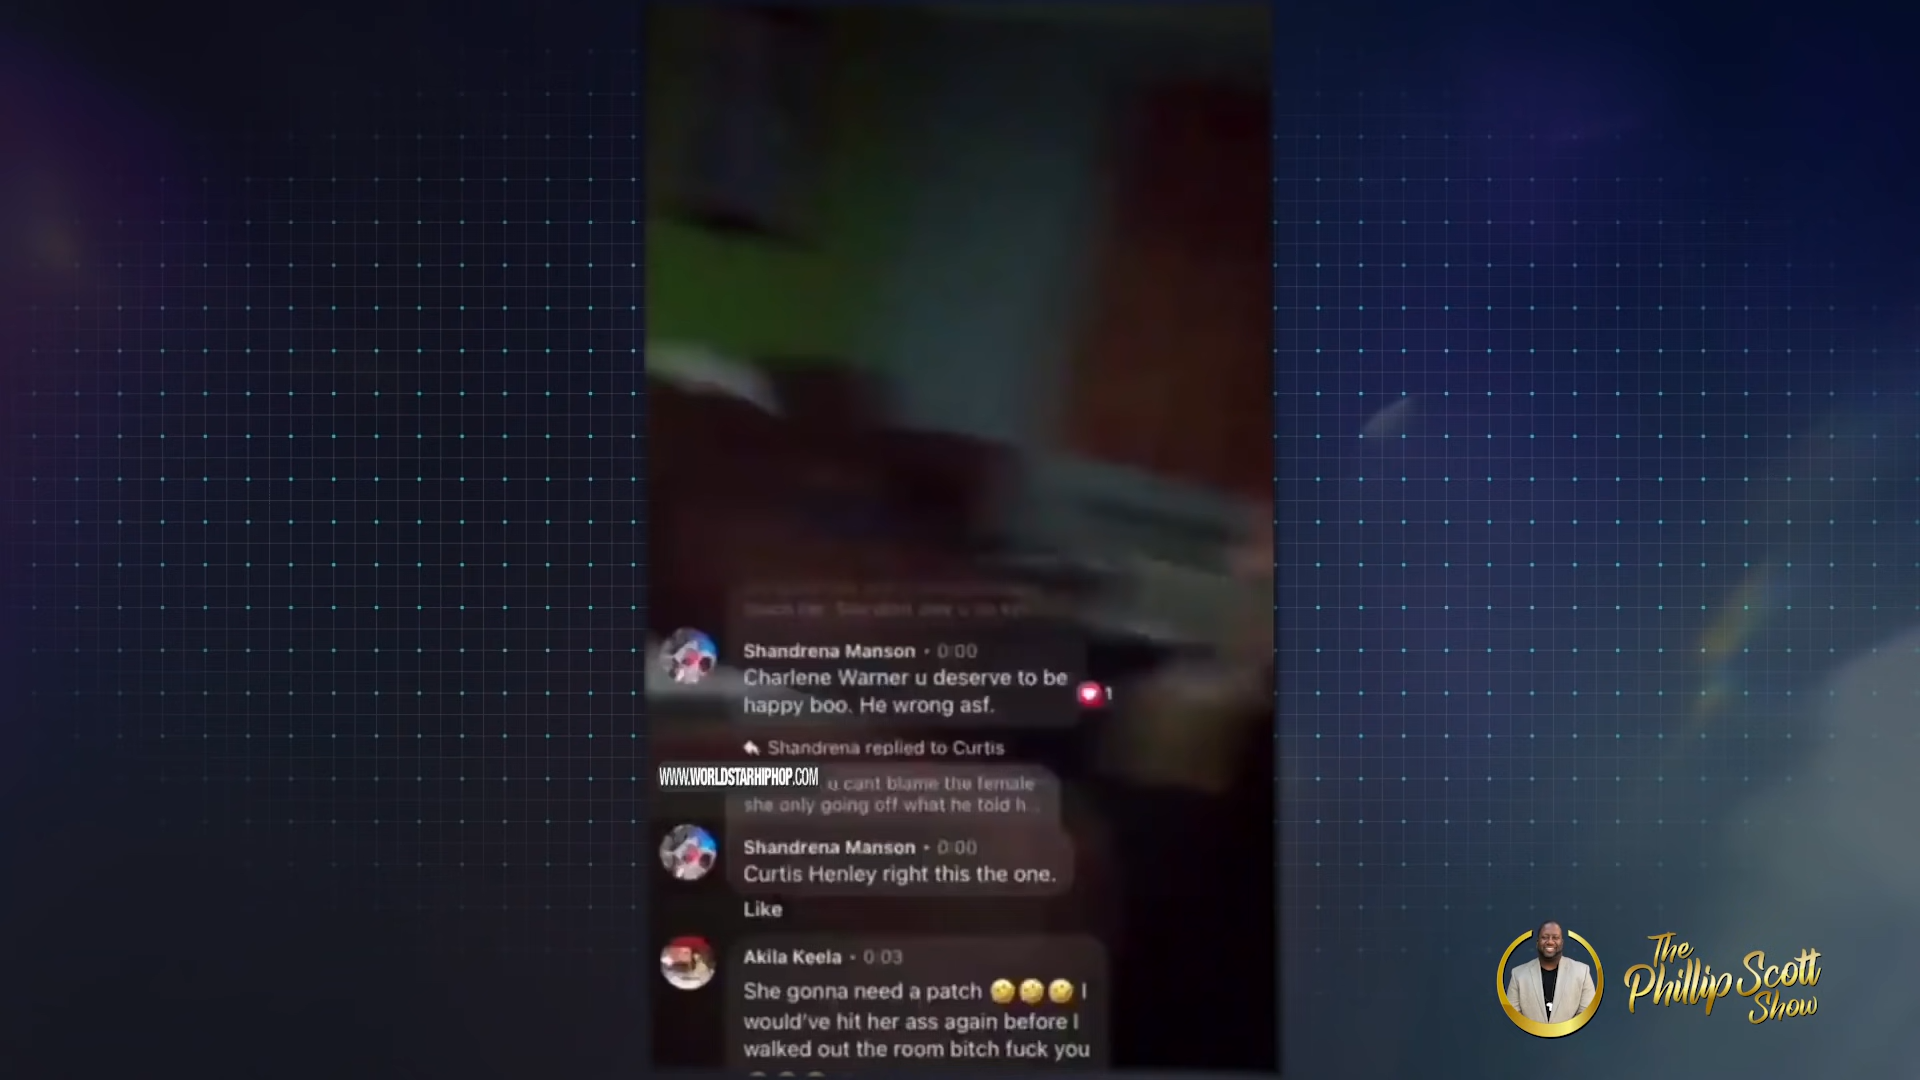 Shandrena Manson · 0:00
Charlene Warner u deserve to be
happy boo. He wrong asf.
1
Shandrena replied to Curtis
WWW.WORLDSTARHIPHOP.COM
u cant blame the female
she only going off what he told h...
Shandrena Manson · 0:00
Curtis Henley right this the one.
Like
Akila Keela · 0:03
She gonna need a patch 🤔🤔🤔 I
would've hit her ass again before I
walked out the room bitch fuck you
The
Phillip Scott
Show